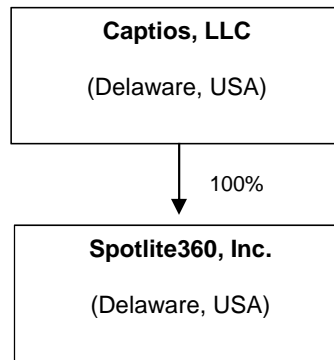 Captios, LLC
(Delaware, USA)
100%
Spotlite360, Inc.
(Delaware, USA)